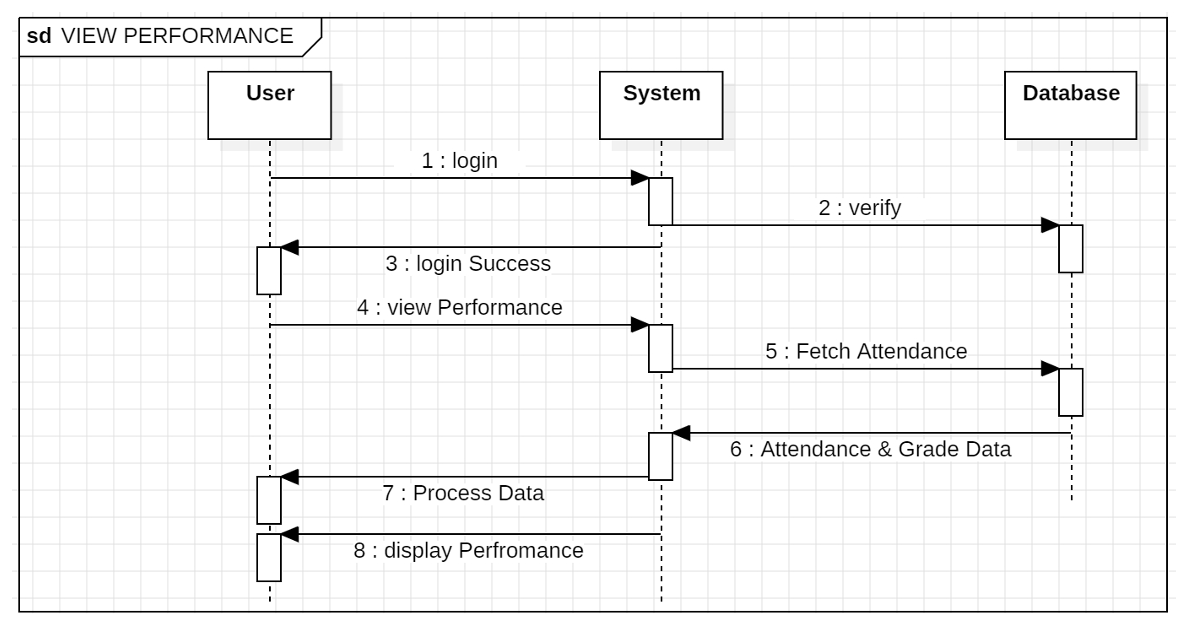 sd VIEW PERFORMANCE
User
System
Database
1 : login
2 : verify
3 : login Success
4 : view Performance
5 : Fetch Attendance
6 : Attendance & Grade Data
7 : Process Data
8 : display Perfromance